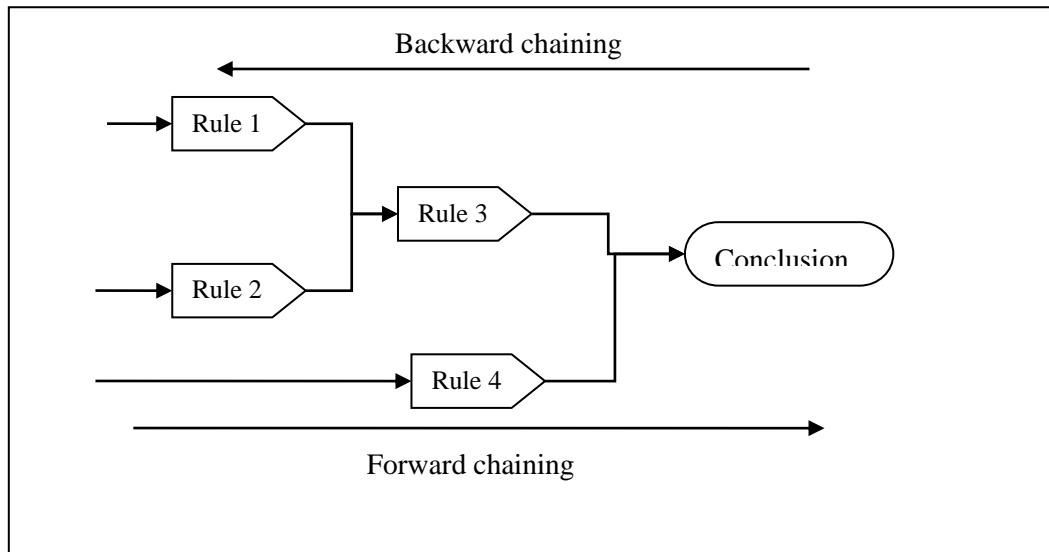 Backward chaining
Rule 1
Rule 3
Conclusion
Rule 2
Rule 4
Forward chaining